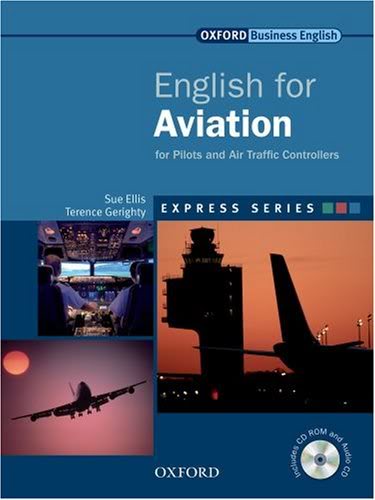 OXFORD Business English
English for
Aviation
for Pilots and Air Traffic Controllers
Sue Ellis
Terence Gerighty
EXPRESS SERIES
Includes CD ROM and Audio CD
OXFORD